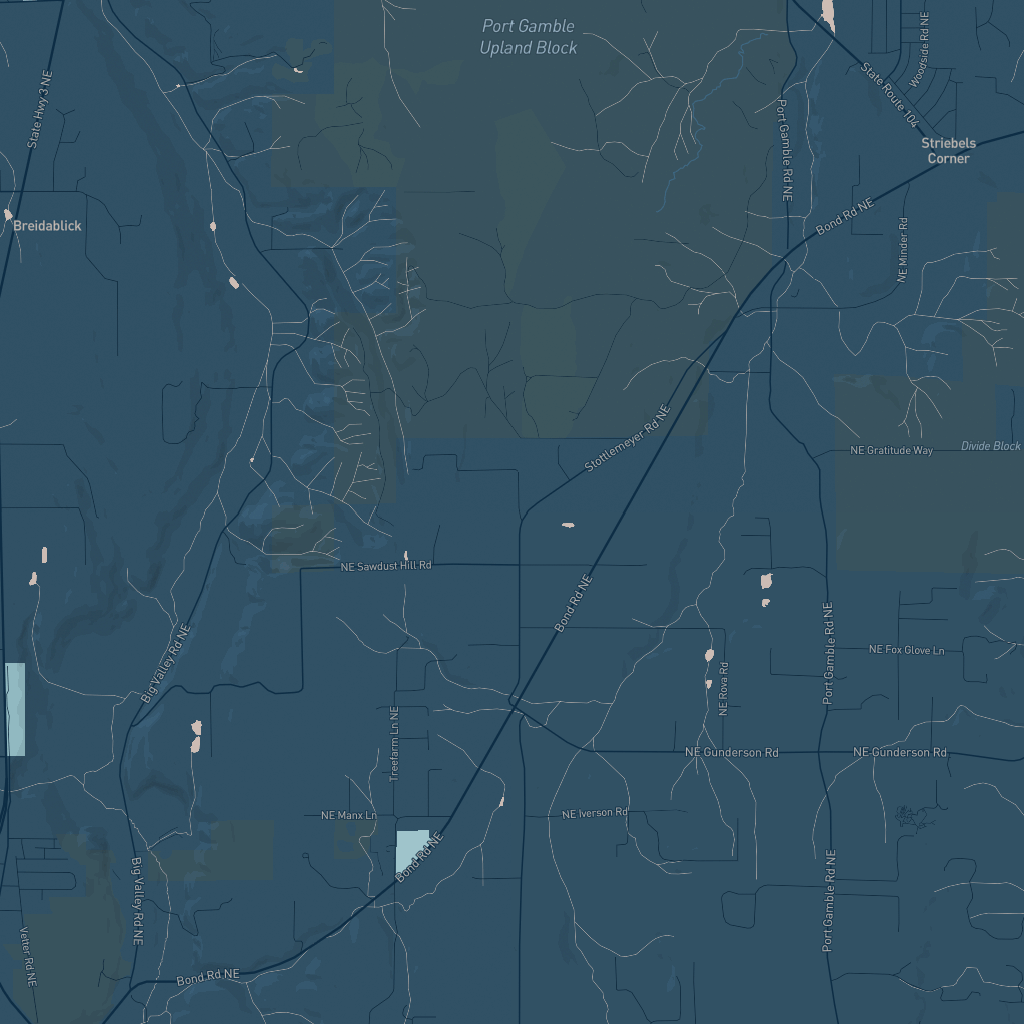 Port Gamble
Upland Block
Woodside Rd NE
State Route 104
State Hwy 3 NE
Port Gamble Rd NE
Striebels
Corner
Breidablick
Bond Rd NE
NE Minder Rd
Stottlemeyer Rd NE
NE Gratitude Way
Divide Block
NE Sawdust Hill Rd
Bond Rd NE
Big Valley Rd NE
Port Gamble Rd NE
NE Fox Glove Ln
NE Rova Rd
Treefarm Ln NE
NE Gunderson Rd
NE Gunderson Rd
NE Manx Ln
NE Iverson Rd
Bond Rd NE
Big Valley Rd NE
Port Gamble Rd NE
Vetter Rd NE
Bond Rd NE